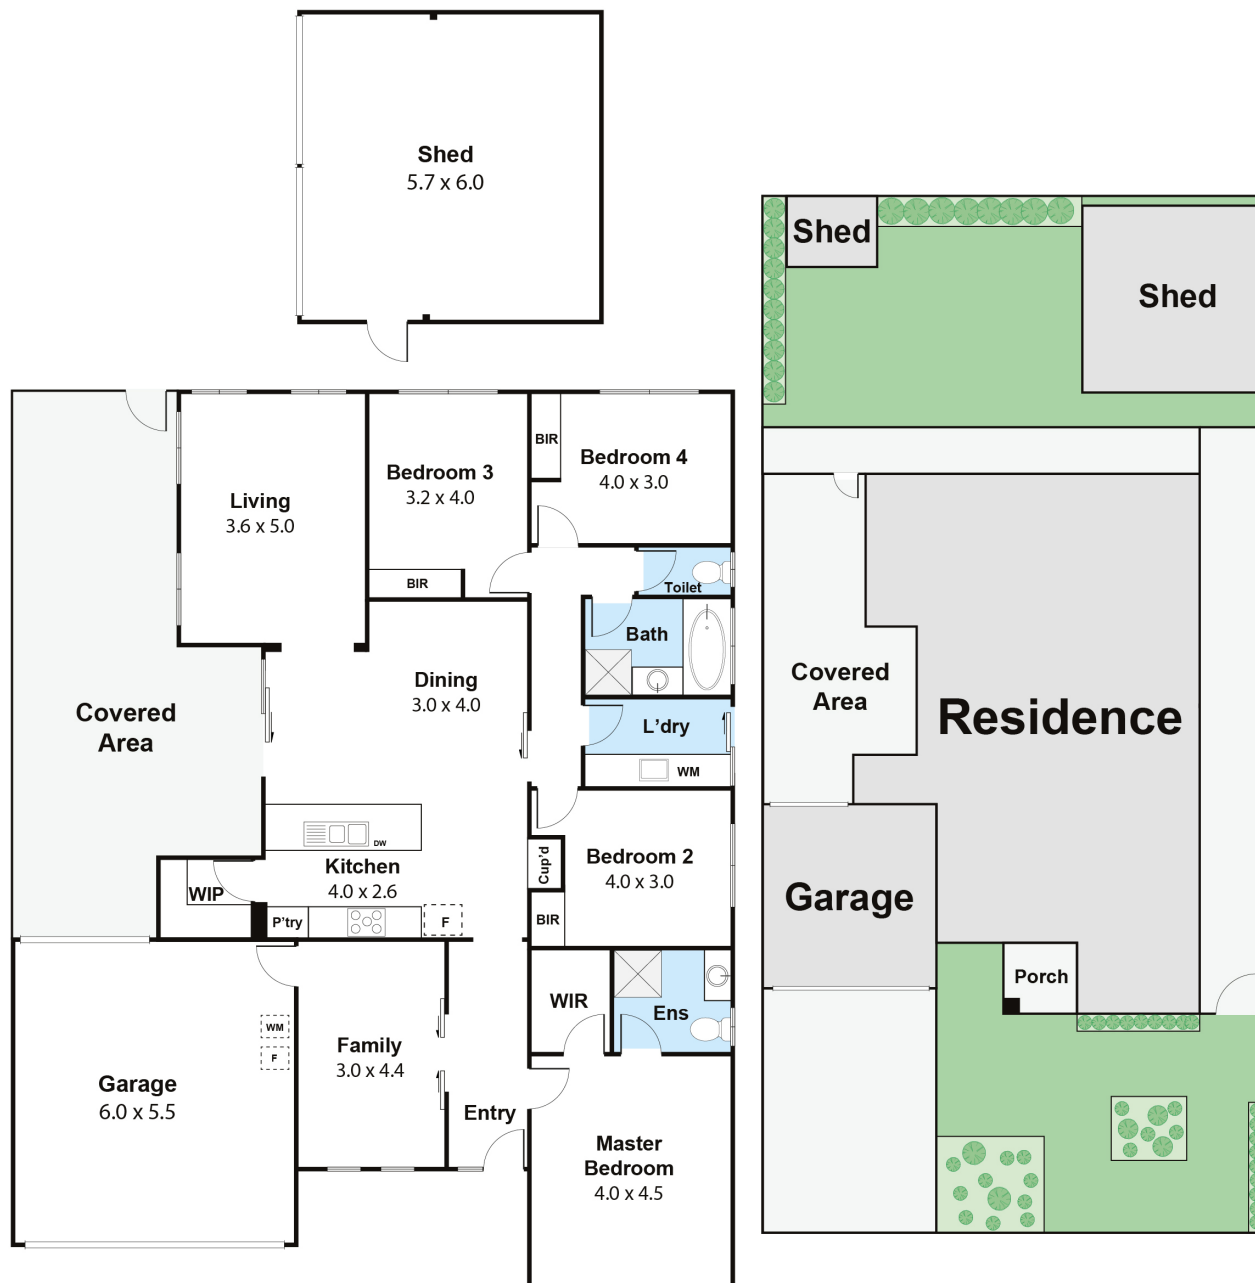 Shed
5.7 x 6.0
BIR
Bedroom 4
4.0 x 3.0
Bedroom 3
3.2 x 4.0
Living
3.6 x 5.0
BIR
Toilet
Bath
Dining
3.0 x 4.0
Covered
Area
L'dry
WM
DW
Kitchen
4.0 x 2.6
WIP
P'try
F
Cup'd
Bedroom 2
4.0 x 3.0
BIR
WIR
Ens
WM
F
Family
3.0 x 4.4
Garage
6.0 x 5.5
Entry
Master
Bedroom
4.0 x 4.5
Shed
Shed
Covered
Area
Residence
Garage
Porch